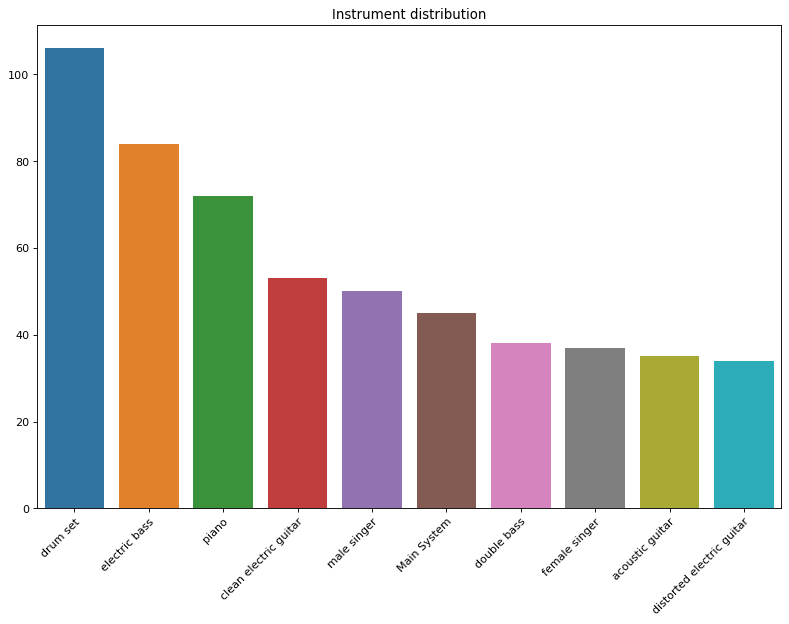 Instrument distribution
100
80
60
40
20
0
drum set
electric bass
piano
clean electric guitar
male singer
Main System
double bass
female singer
acoustic guitar
distorted electric guitar